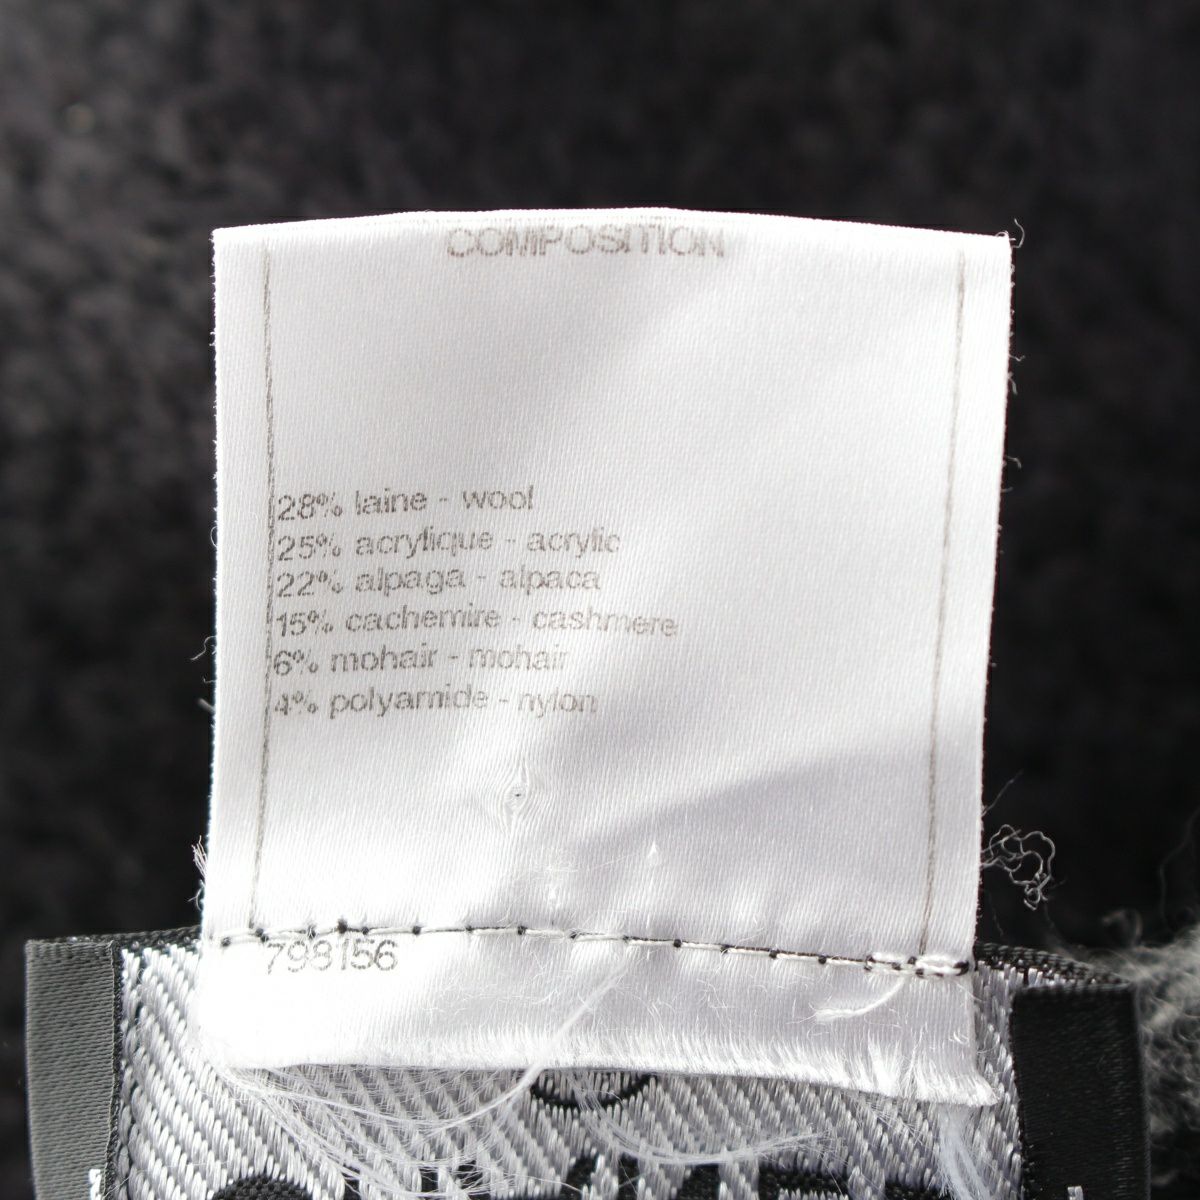 COMPOSITION
28% laine - wool
25% acrylique - acrylic
22% alpaga - alpaca
15% cachemire - cashmere
6% mohair - mohair
4% polyamide - nylon
798156